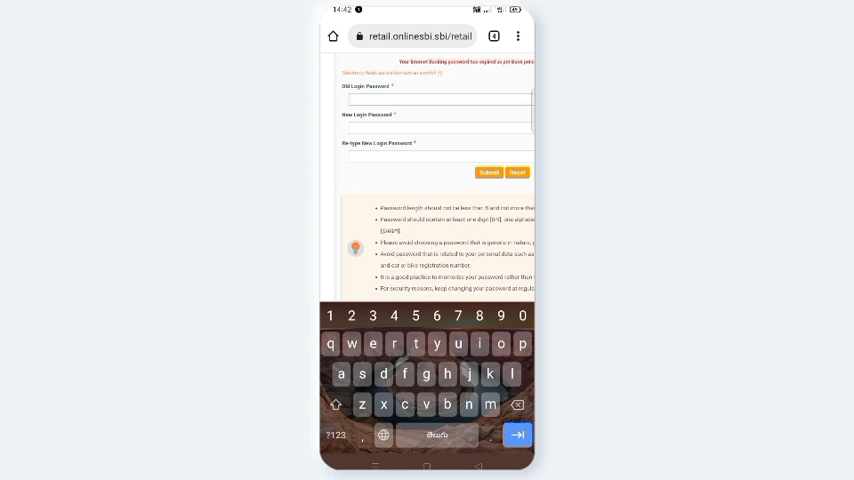 14:42
retail.onlinesbi.sbi/retail
4
Your Internet Banking password has expired as per Bank
Old Login Password *
New Login Password *
Re-type New Login Password *
Submit Reset
• Password length should not be less than 8 and not more than
• Password should contain at least one digit [0-9], one
• Please avoid choosing a password that is generic in nature,
• Avoid password that is related to your personal data such as
and car or bike registration number.
• It is a good practice to memorize your password rather than
• For security reasons, keep changing your password at
1 2 3 4 5 6 7 8 9 0
q w e r t y u i o p
a s d f g h j k l
z x c v b n m
?123 , తెలుగు .